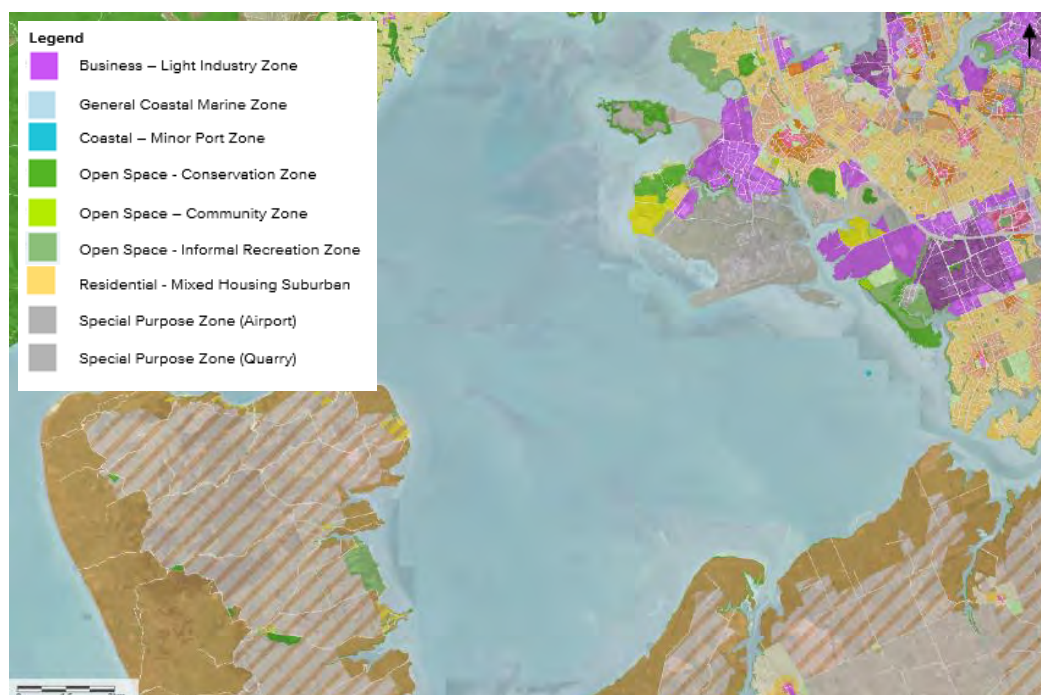 Legend
Business – Light Industry Zone
General Coastal Marine Zone
Coastal – Minor Port Zone
Open Space - Conservation Zone
Open Space – Community Zone
Open Space - Informal Recreation Zone
Residential - Mixed Housing Suburban
Special Purpose Zone (Airport)
Special Purpose Zone (Quarry)